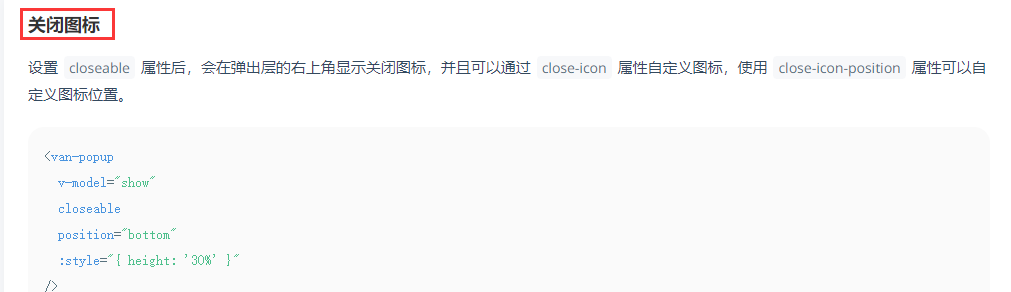 关闭图标
设置 closeable 属性后，会在弹出层的右上角显示关闭图标，并且可以通过 close-icon 属性自定义图标，使用 close-icon-position 属性可以自
定义图标位置。
<van-popup
  v-model="show"
  closeable
  position="bottom"
  :style="{ height: '30%' }"
/>